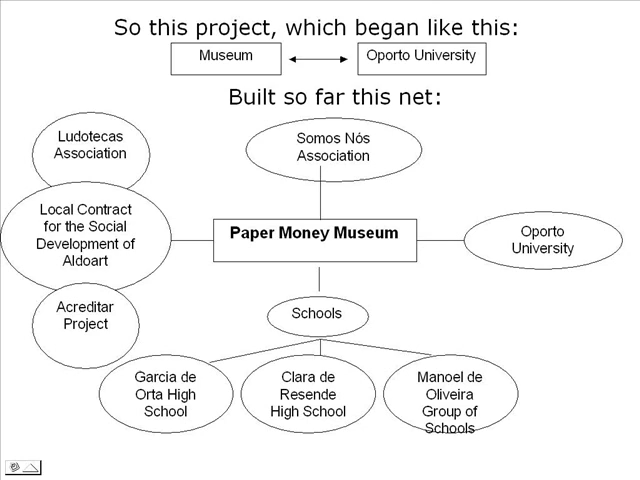 So this project, which began like this:
Museum
Oporto University
Built so far this net:
Ludotecas
Association
Somos Nós
Association
Local Contract
for the Social
Development of
Aldoart
Paper Money Museum
Oporto
University
Acreditar
Project
Schools
Garcia de
Orta High
School
Clara de
Resende
High School
Manoel de
Oliveira
Group of
Schools